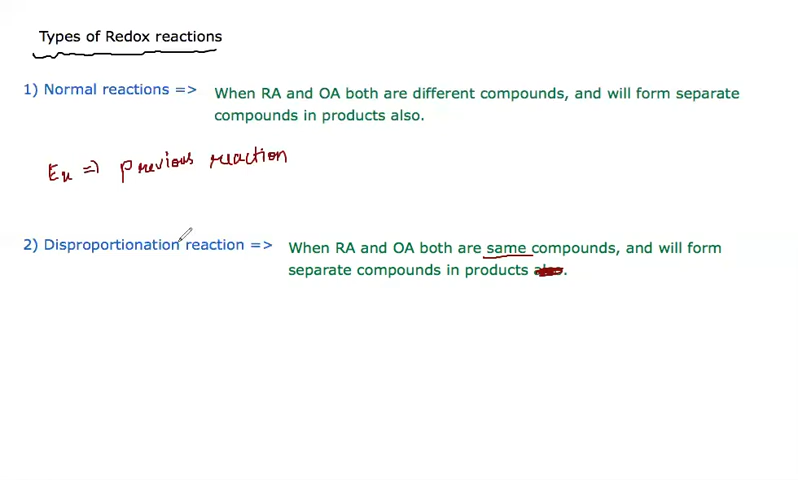 Types of Redox reactions
1) Normal reactions => When RA and OA both are different compounds, and will form separate
compounds in products also.
Ex => Previous reaction
2) Disproportionation reaction => When RA and OA both are same compounds, and will form
separate compounds in products also.